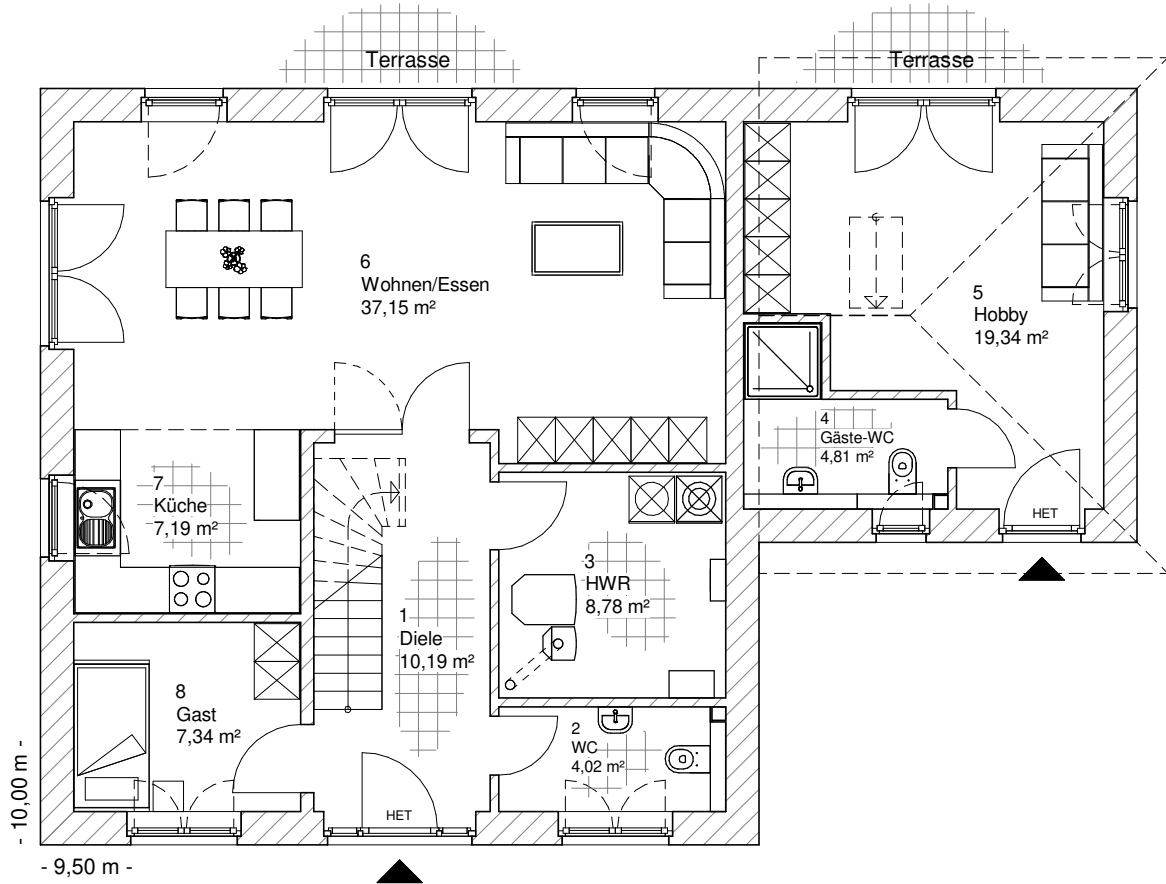 Terrasse
Terrasse
6
Wohnen/Essen
37,15 m²
5
Hobby
19,34 m²
4
Gäste-WC
4,81 m²
7
Küche
7,19 m²
HET
3
HWR
8,78 m²
1
Diele
10,19 m²
8
Gast
7,34 m²
2
WC
4,02 m²
HET
- 10,00 m -
- 9,50 m -